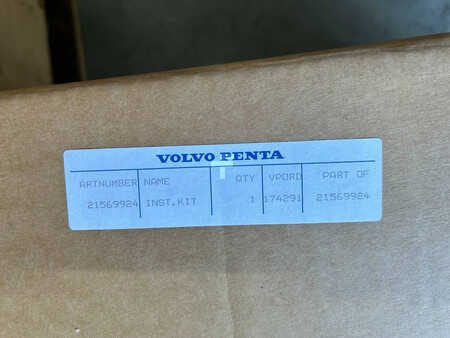 VOLVO PENTA
ARTNUMBER NAME QTY VPORD PART OF
21569924 INST.KIT 1 174291 21569924